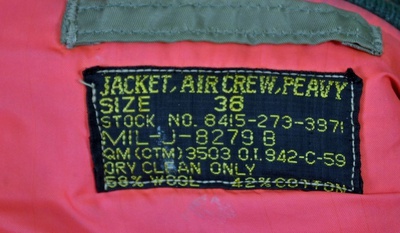 JACKET, AIR CREW, PEAVY
SIZE 38
STOCK NO. 8415-273-3971
MIL-J-8279 B
QM (CTM) 3503 O.I. 942-C-59
DRY CLEAN ONLY
58% WOOL 42% COTTON